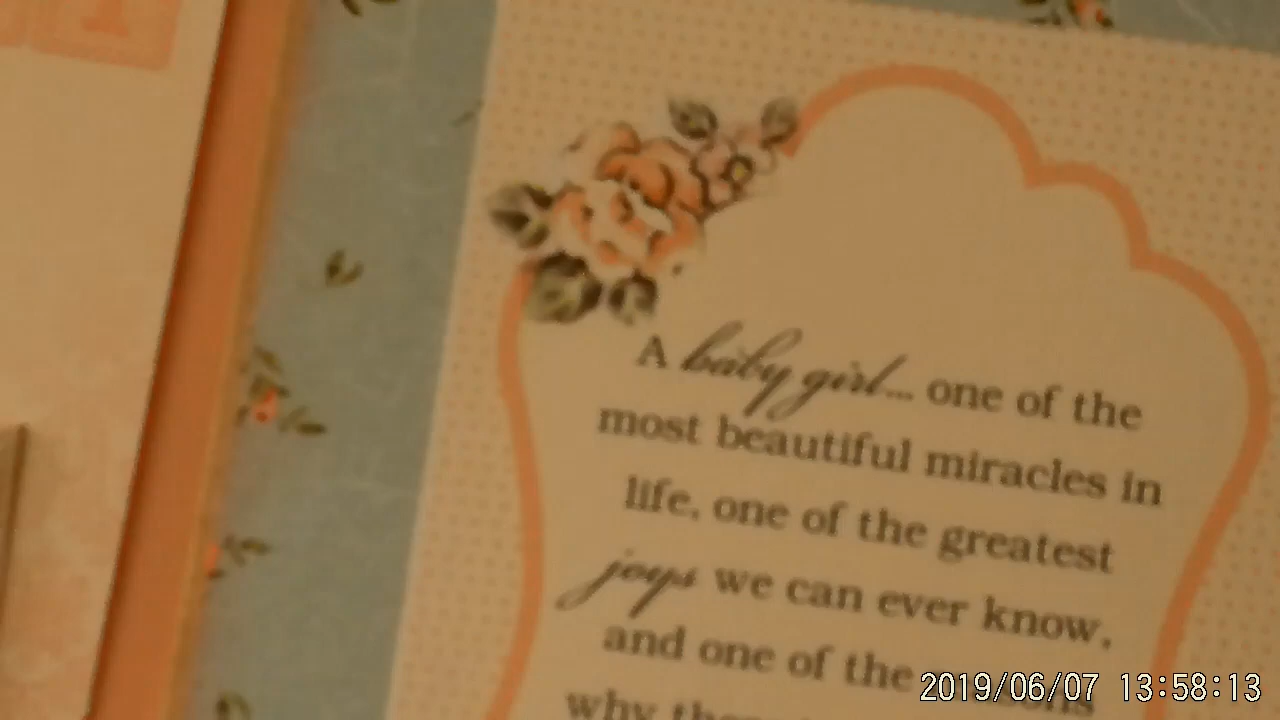 A baby girl... one of the
most beautiful miracles in
life, one of the greatest
joys we can ever know,
and one of the
why
2019/06/07 13:58:13